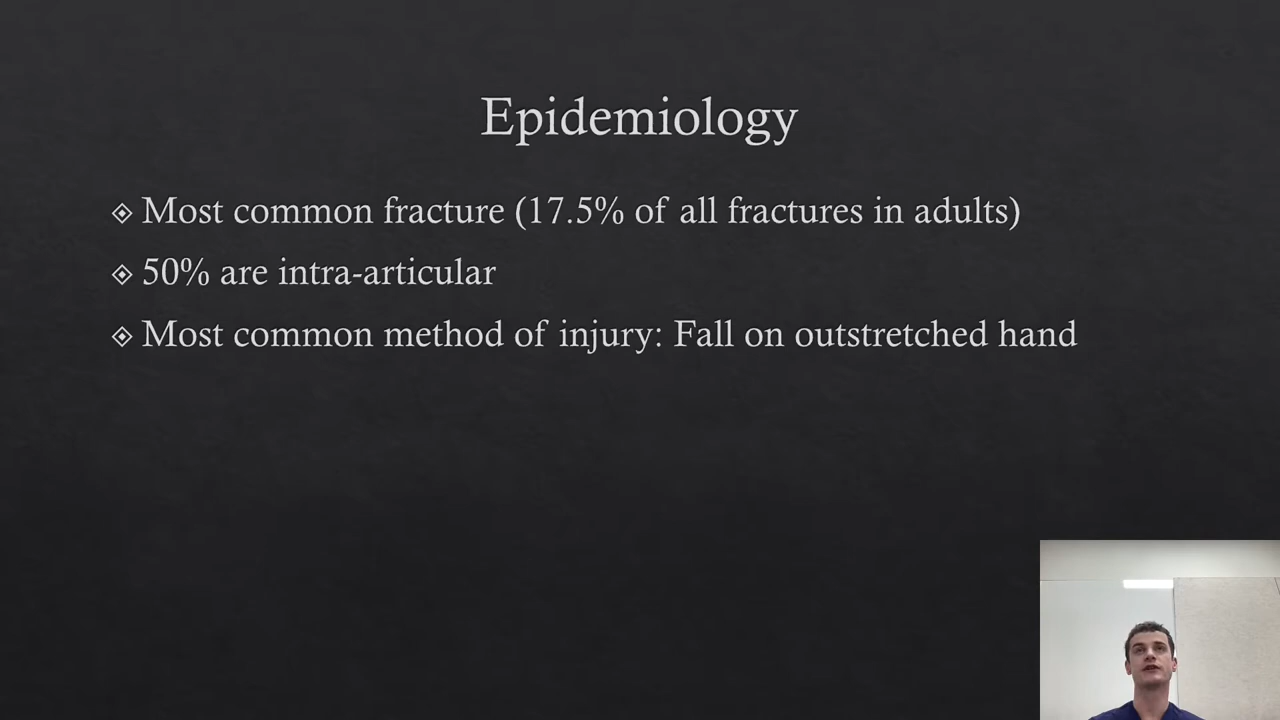 Epidemiology
Most common fracture (17.5% of all fractures in adults)
50% are intra-articular
Most common method of injury: Fall on outstretched hand